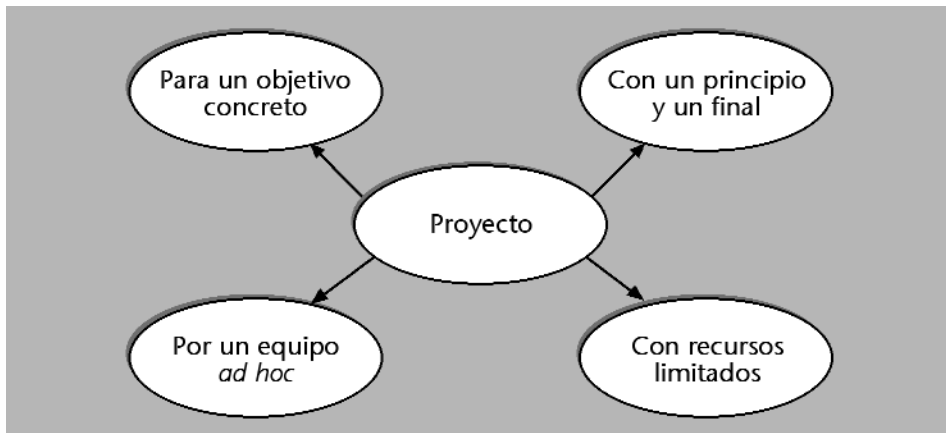 Para un objetivo
concreto
Con un principio
y un final
Proyecto
Por un equipo
ad hoc
Con recursos
limitados